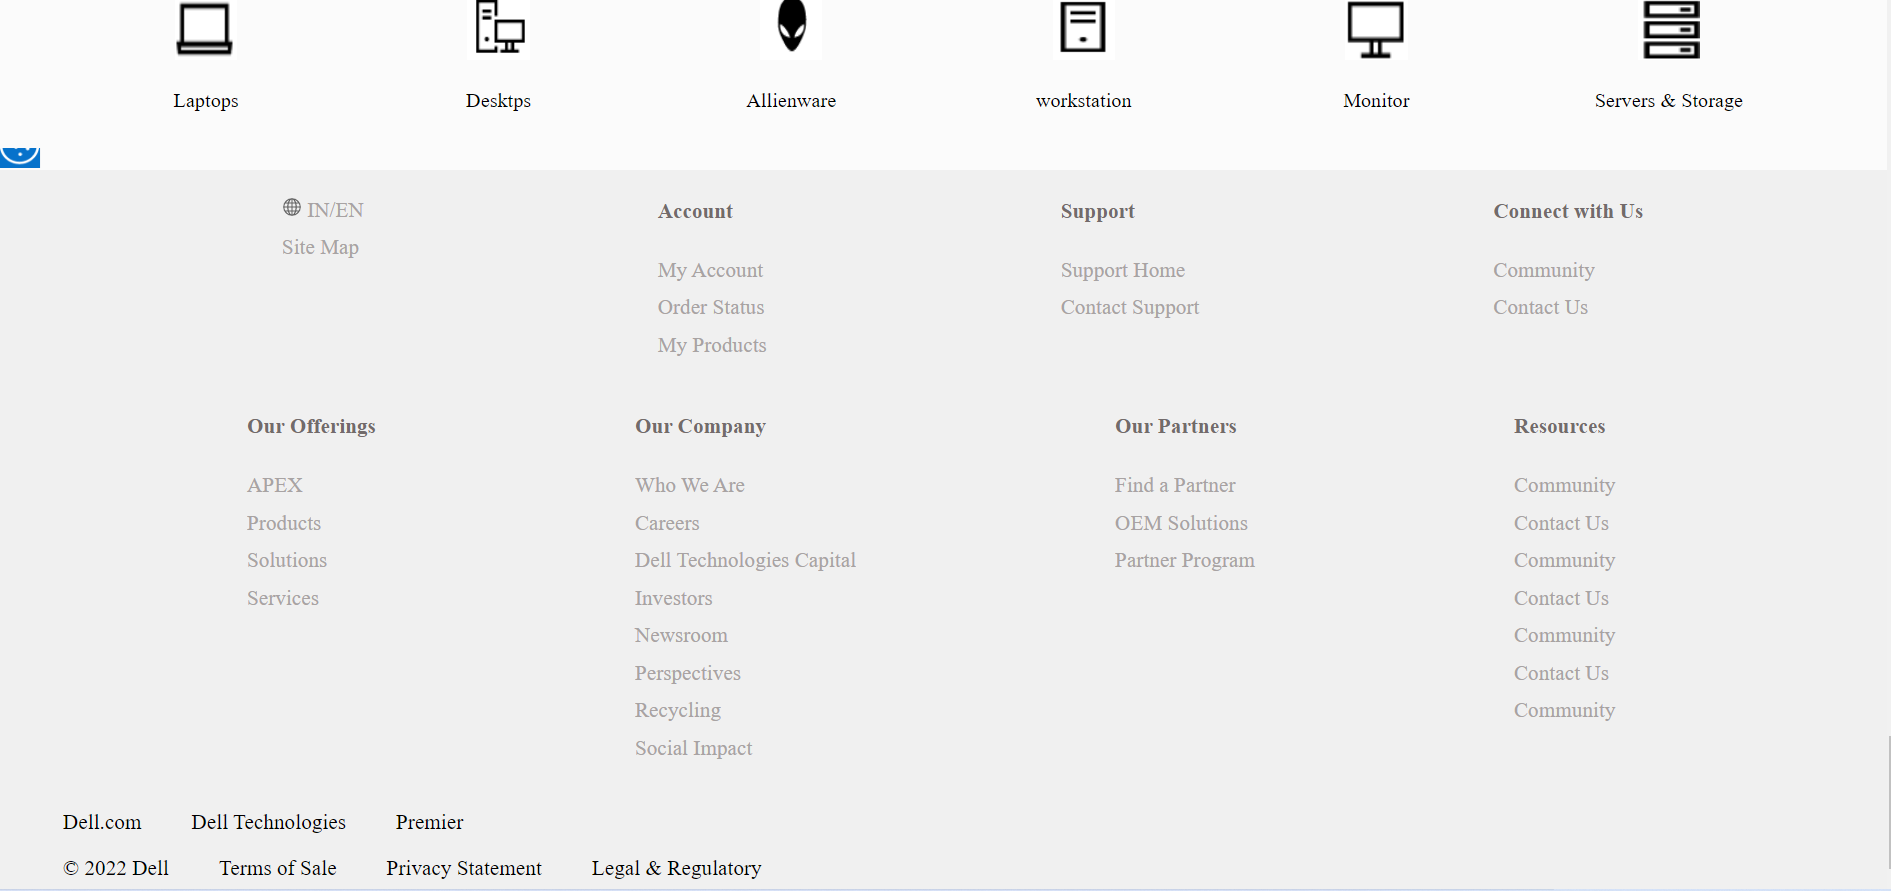 Laptops
Desktps
Allienware
workstation
Monitor
Servers & Storage
IN/EN
Site Map
Account
My Account
Order Status
My Products
Support
Support Home
Contact Support
Connect with Us
Community
Contact Us
Our Offerings
APEX
Products
Solutions
Services
Our Company
Who We Are
Careers
Dell Technologies Capital
Investors
Newsroom
Perspectives
Recycling
Social Impact
Our Partners
Find a Partner
OEM Solutions
Partner Program
Resources
Community
Contact Us
Community
Contact Us
Community
Contact Us
Community
Dell.com
Dell Technologies
Premier
© 2022 Dell
Terms of Sale
Privacy Statement
Legal & Regulatory